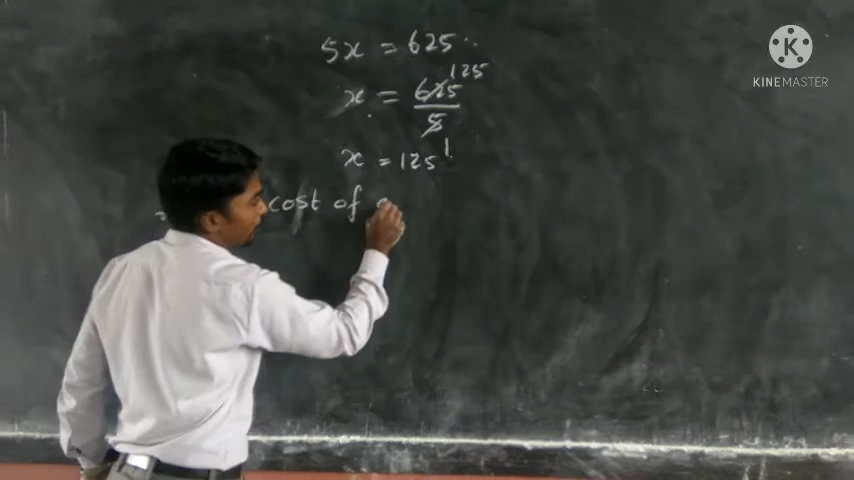 5x = 625
x = 625/5 125
x = 125
cost of
K
KINEMASTER